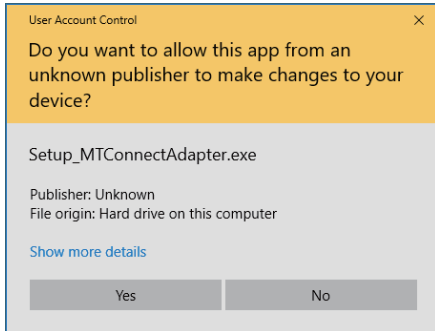 User Account Control
Do you want to allow this app from an
unknown publisher to make changes to your
device?
Setup_MTConnectAdapter.exe
Publisher: Unknown
File origin: Hard drive on this computer
Show more details
Yes
No